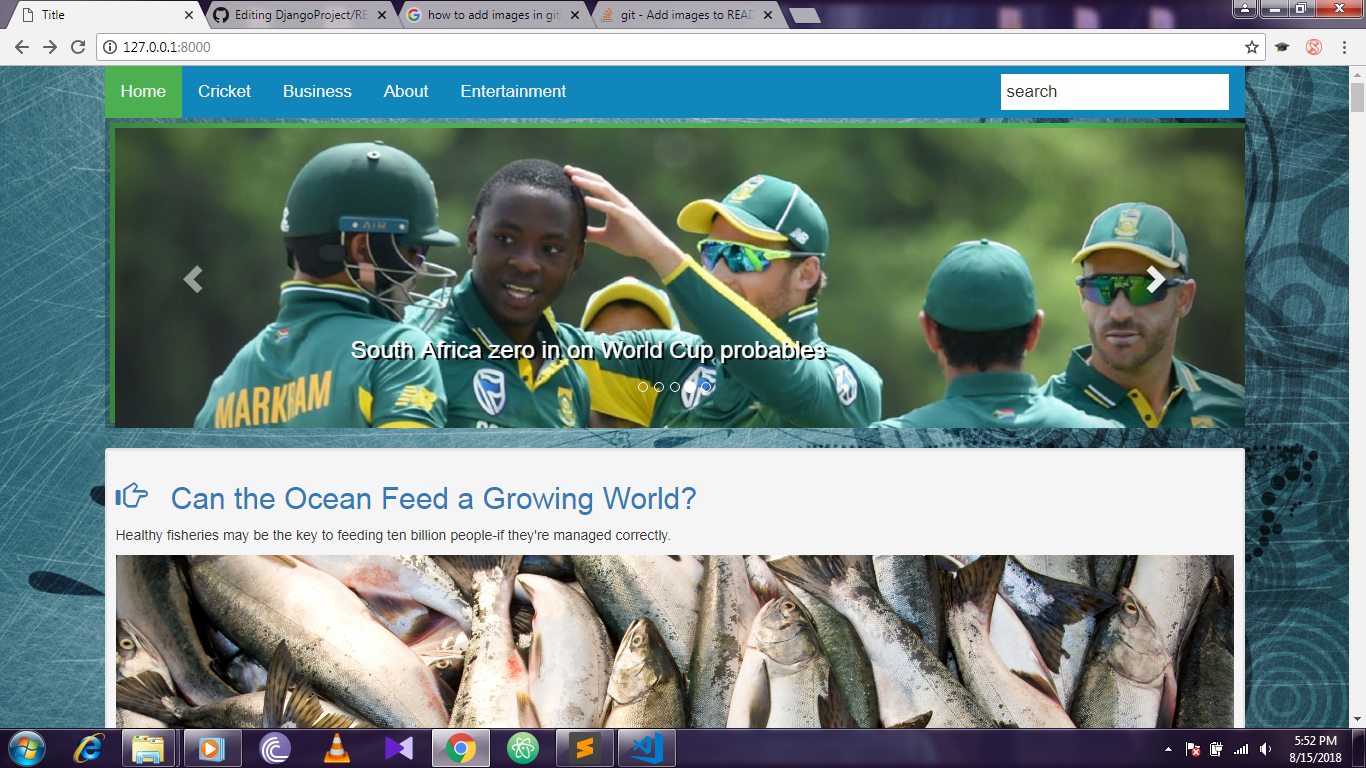 Title
Editing DjangoProject/RE
how to add images in git
git - Add images to READ
127.0.0.1:8000
Home
Cricket
Business
About
Entertainment
search
AIR
MARKRAM
South Africa zero in on World Cup probables
Can the Ocean Feed a Growing World?
Healthy fisheries may be the key to feeding ten billion people-if they're managed correctly.
5:52 PM
8/15/2018